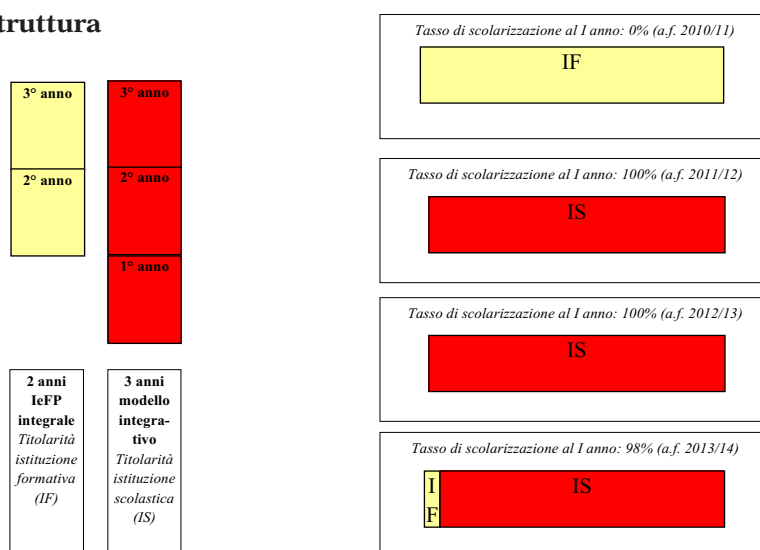 truttura
3° anno
2° anno
3° anno
2° anno
1° anno
2 anni
IeFP
integrale
Titolarità
istituzione
formativa
(IF)
3 anni
modello
integra-
tivo
Titolarità
istituzione
scolastica
(IS)
Tasso di scolarizzazione al I anno: 0% (a.f. 2010/11)
IF
Tasso di scolarizzazione al I anno: 100% (a.f. 2011/12)
IS
Tasso di scolarizzazione al I anno: 100% (a.f. 2012/13)
IS
Tasso di scolarizzazione al I anno: 98% (a.f. 2013/14)
I
F
IS